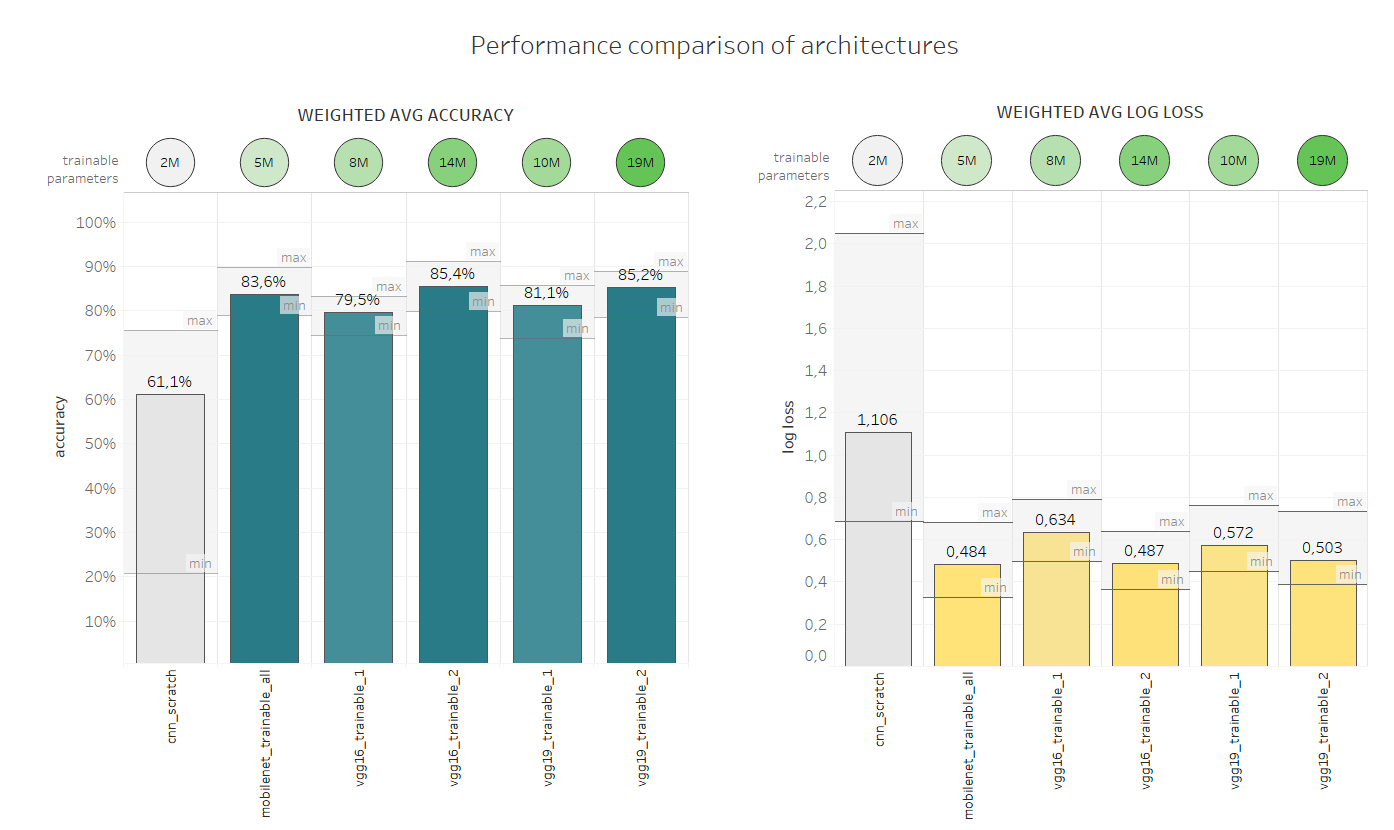 Performance comparison of architectures
WEIGHTED AVG ACCURACY
trainable
parameters
2M 5M 8M 14M 10M 19M
100%
90%
80%
70%
60%
50%
40%
30%
20%
10%
accuracy
max max max max max max
61,1% 83,6% 79,5% 85,4% 81,1% 85,2%
min min min min min min
cnn_scratch
mobilenet_trainable_all
vgg16_trainable_1
vgg16_trainable_2
vgg19_trainable_1
vgg19_trainable_2
WEIGHTED AVG LOG LOSS
trainable
parameters
2M 5M 8M 14M 10M 19M
2,2
2,0
1,8
1,6
1,4
1,2
1,0
0,8
0,6
0,4
0,2
0,0
log loss
max max max max max max
1,106 0,484 0,634 0,487 0,572 0,503
min min min min min min
cnn_scratch
mobilenet_trainable_all
vgg16_trainable_1
vgg16_trainable_2
vgg19_trainable_1
vgg19_trainable_2